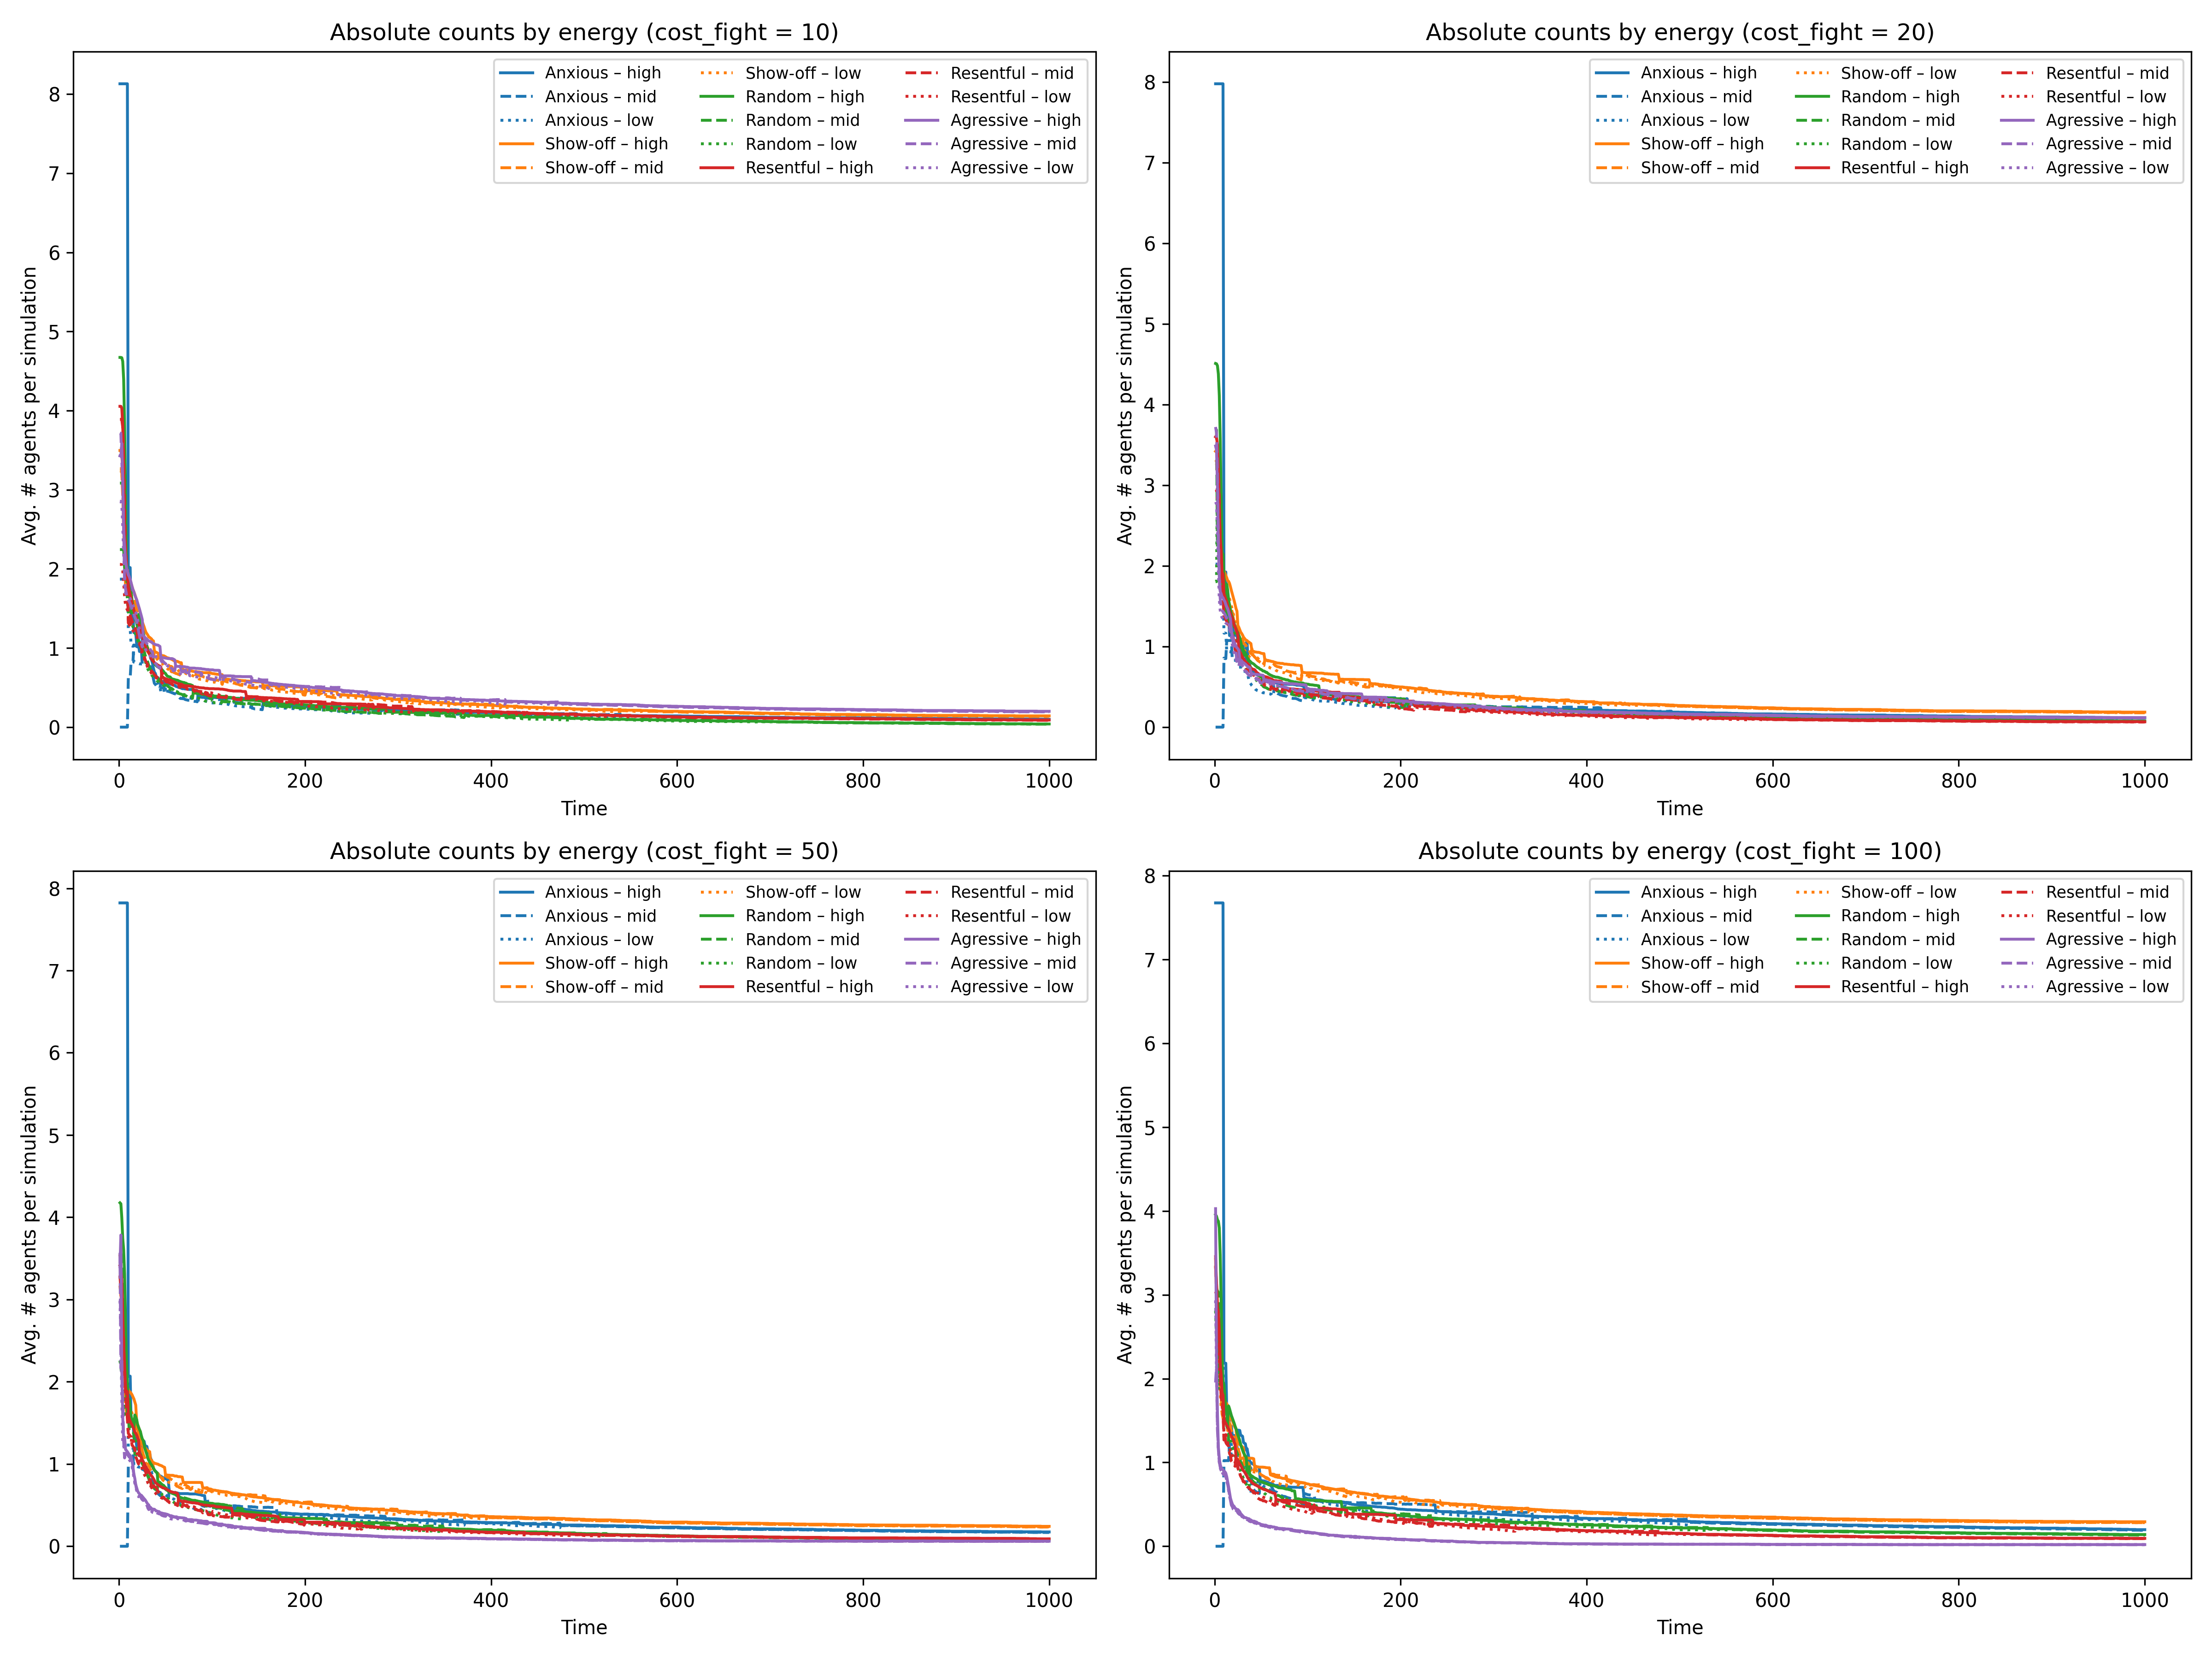 Absolute counts by energy (cost_fight = 10)
Avg. # agents per simulation
8
7
6
5
4
3
2
1
0
Anxious – high
Anxious – mid
Anxious – low
Show-off – high
Show-off – mid
Show-off – low
Random – high
Random – mid
Random – low
Resentful – high
Resentful – mid
Resentful – low
Agressive – high
Agressive – mid
Agressive – low
0 200 400 600 800 1000
Time
Absolute counts by energy (cost_fight = 20)
Avg. # agents per simulation
8
7
6
5
4
3
2
1
0
Anxious – high
Anxious – mid
Anxious – low
Show-off – high
Show-off – mid
Show-off – low
Random – high
Random – mid
Random – low
Resentful – high
Resentful – mid
Resentful – low
Agressive – high
Agressive – mid
Agressive – low
0 200 400 600 800 1000
Time
Absolute counts by energy (cost_fight = 50)
Avg. # agents per simulation
8
7
6
5
4
3
2
1
0
Anxious – high
Anxious – mid
Anxious – low
Show-off – high
Show-off – mid
Show-off – low
Random – high
Random – mid
Random – low
Resentful – high
Resentful – mid
Resentful – low
Agressive – high
Agressive – mid
Agressive – low
0 200 400 600 800 1000
Time
Absolute counts by energy (cost_fight = 100)
Avg. # agents per simulation
8
7
6
5
4
3
2
1
0
Anxious – high
Anxious – mid
Anxious – low
Show-off – high
Show-off – mid
Show-off – low
Random – high
Random – mid
Random – low
Resentful – high
Resentful – mid
Resentful – low
Agressive – high
Agressive – mid
Agressive – low
0 200 400 600 800 1000
Time